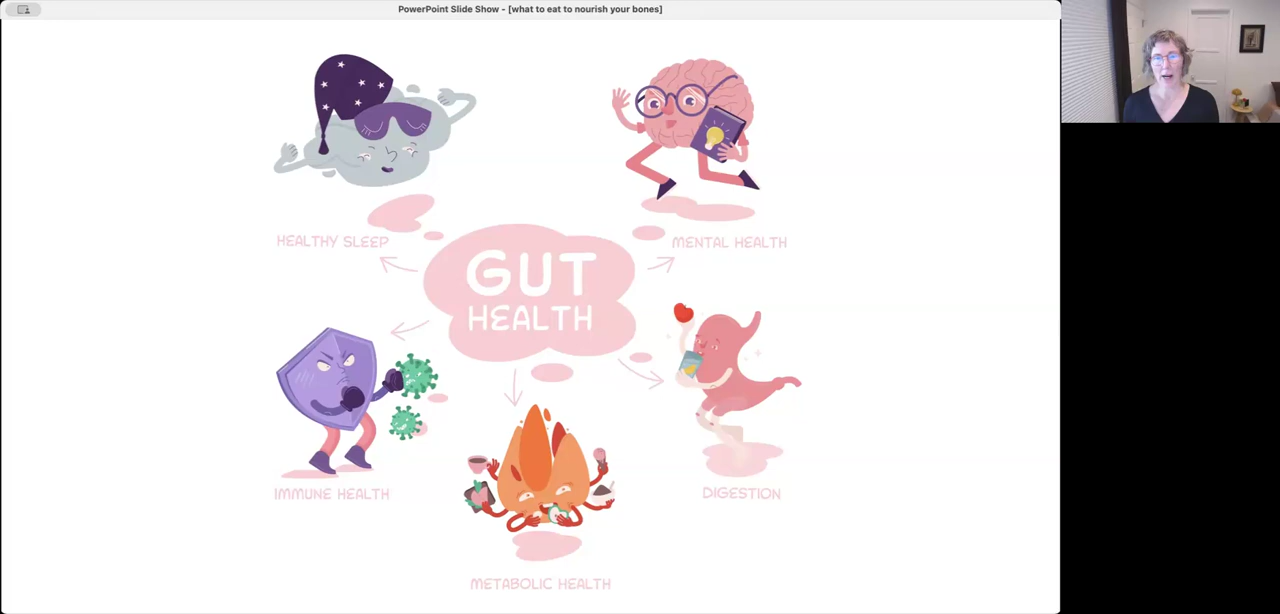 PowerPoint Slide Show - [what to eat to nourish your bones]
HEALTHY SLEEP
MENTAL HEALTH
GUT
HEALTH
IMMUNE HEALTH
DIGESTION
METABOLIC HEALTH